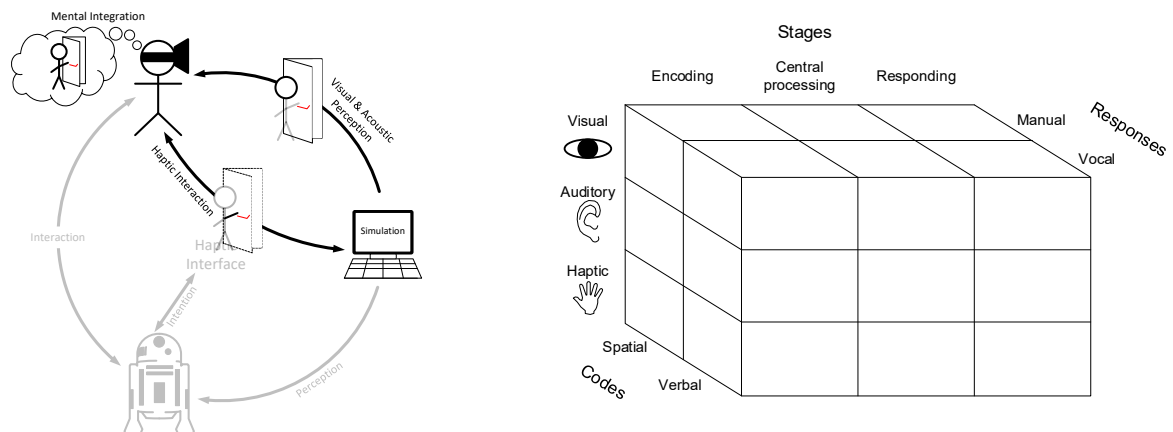 Mental Integration
Visual & Acoustic
Perception
Haptic Interaction
Simulation
Interaction
Haptic
Interface
Intention
Perception
Stages
Encoding
Central
processing
Responding
Responses
Manual
Vocal
Visual
Auditory
Haptic
Spatial
Verbal
Codes